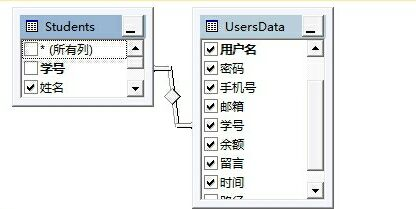 Students
* (所有列)
学号
姓名
UsersData
用户名
密码
手机号
邮箱
学号
余额
留言
时间